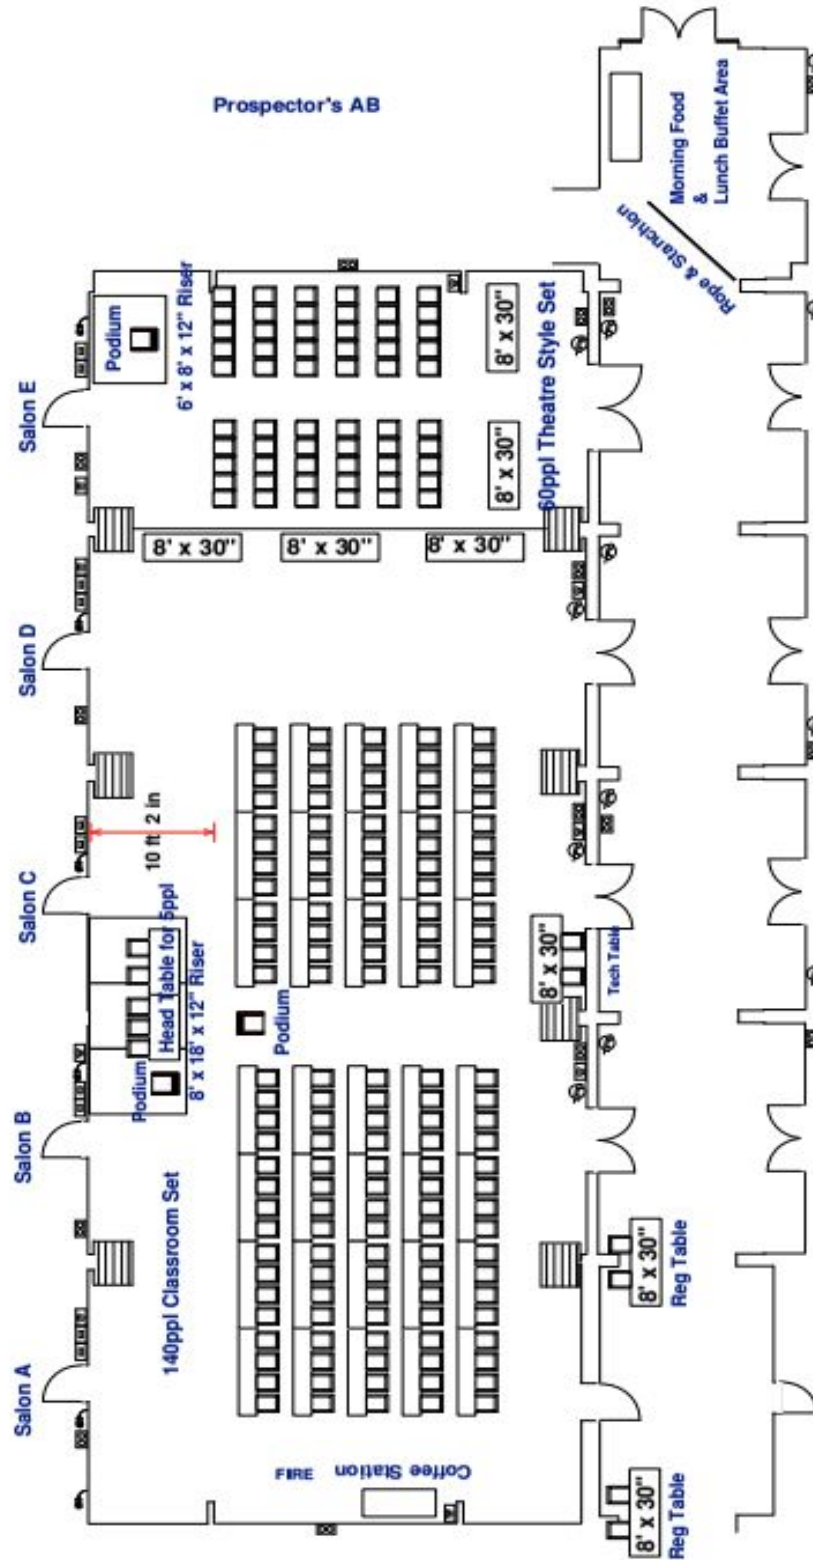 Prospector's AB
Morning Food
&
Lunch Buffet Area
Rope & Stanchion
Salon E
Podium
6' x 8' x 12" Riser
8' x 30"
8' x 30"
60ppl Theatre Style Set
8' x 30"
8' x 30"
8' x 30"
Salon D
10 ft 2 in
Salon C
Head Table for 5ppl
8' x 18' x 12" Riser
Podium
Podium
8' x 30"
Tech Table
Salon B
140ppl Classroom Set
8' x 30"
Reg Table
Salon A
FIRE
Coffee Station
8' x 30"
Reg Table